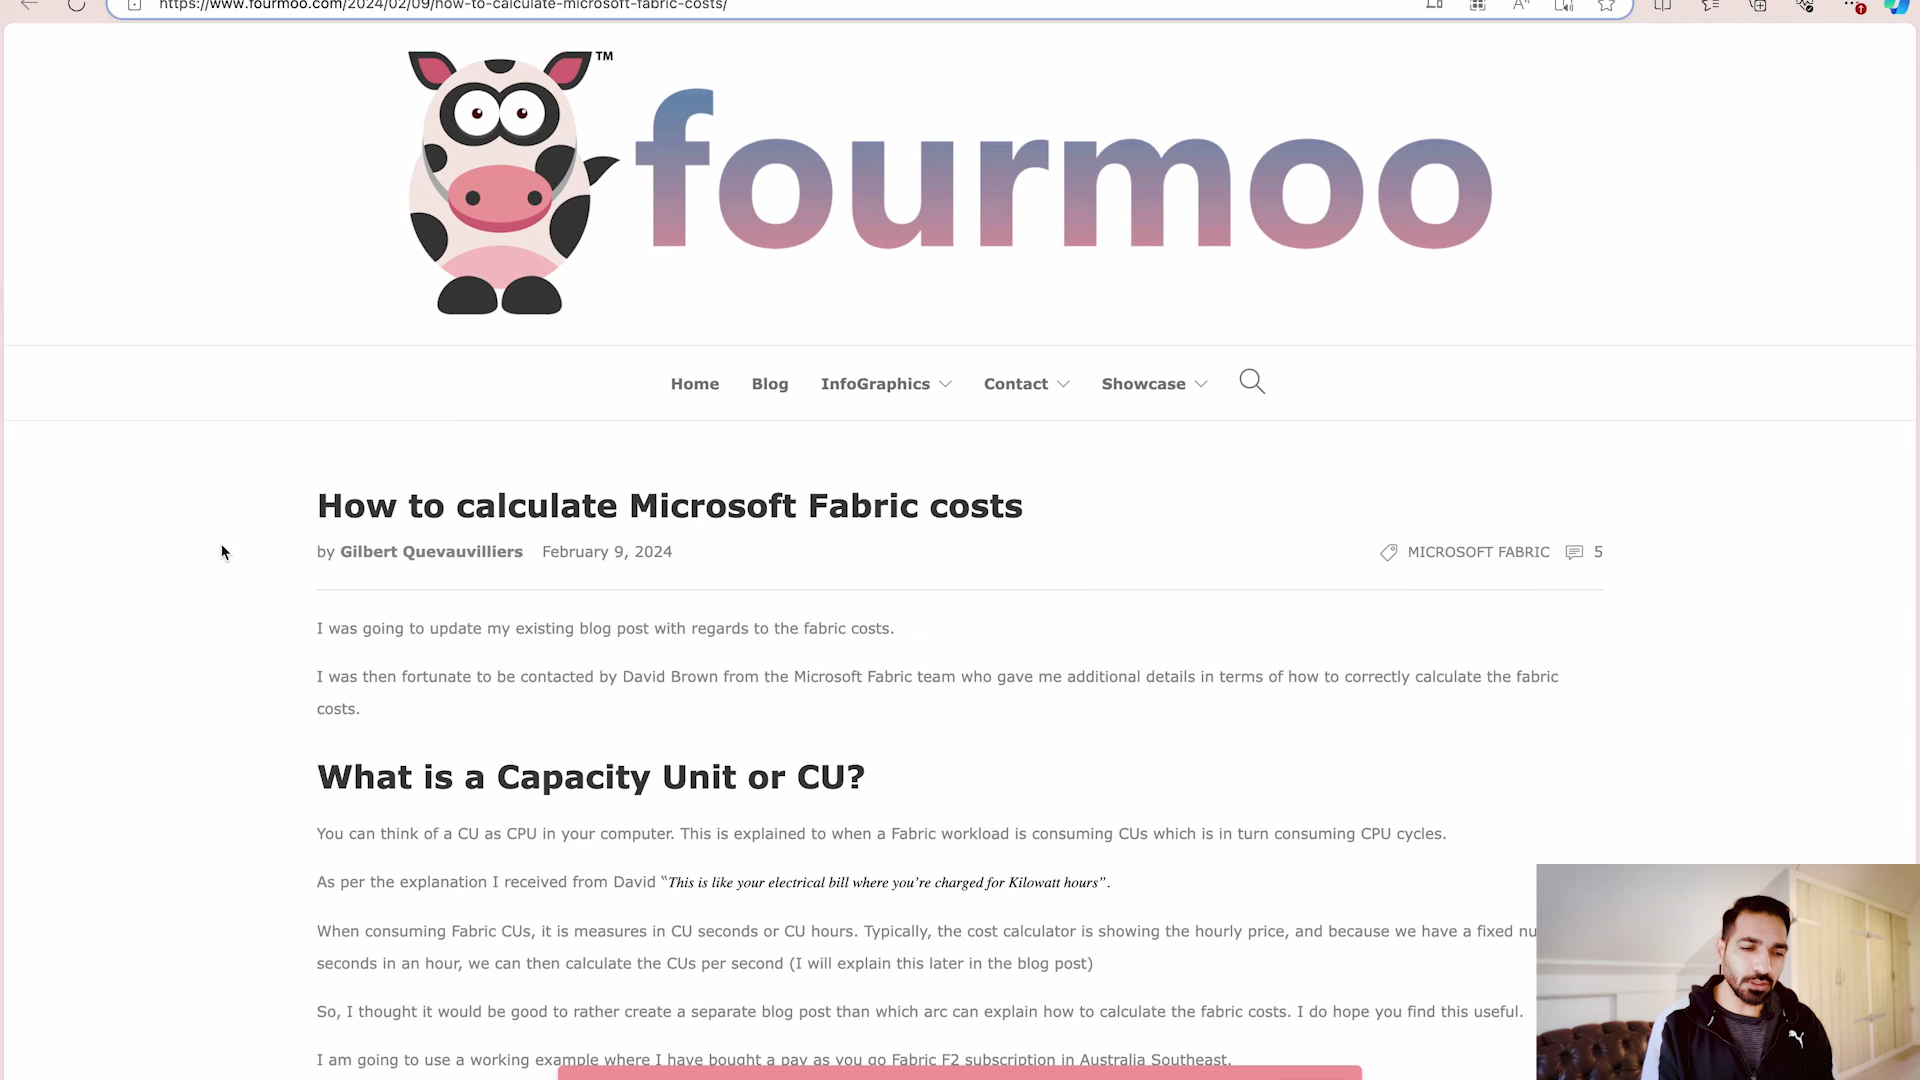 https://www.fourmoo.com/2024/02/09/how-to-calculate-microsoft-fabric-costs/
TM
fourmoo
Home Blog InfoGraphics Contact Showcase
How to calculate Microsoft Fabric costs
by Gilbert Quevauvilliers February 9, 2024 MICROSOFT FABRIC 5
I was going to update my existing blog post with regards to the fabric costs.
I was then fortunate to be contacted by David Brown from the Microsoft Fabric team who gave me additional details in terms of how to correctly calculate the fabric
costs.
What is a Capacity Unit or CU?
You can think of a CU as CPU in your computer. This is explained to when a Fabric workload is consuming CUs which is in turn consuming CPU cycles.
As per the explanation I received from David “This is like your electrical bill where you’re charged for Kilowatt hours”.
When consuming Fabric CUs, it is measures in CU seconds or CU hours. Typically, the cost calculator is showing the hourly price, and because we have a fixed nu
seconds in an hour, we can then calculate the CUs per second (I will explain this later in the blog post)
So, I thought it would be good to rather create a separate blog post than which arc can explain how to calculate the fabric costs. I do hope you find this useful.
I am going to use a working example where I have bought a pay as you go Fabric F2 subscription in Australia Southeast.